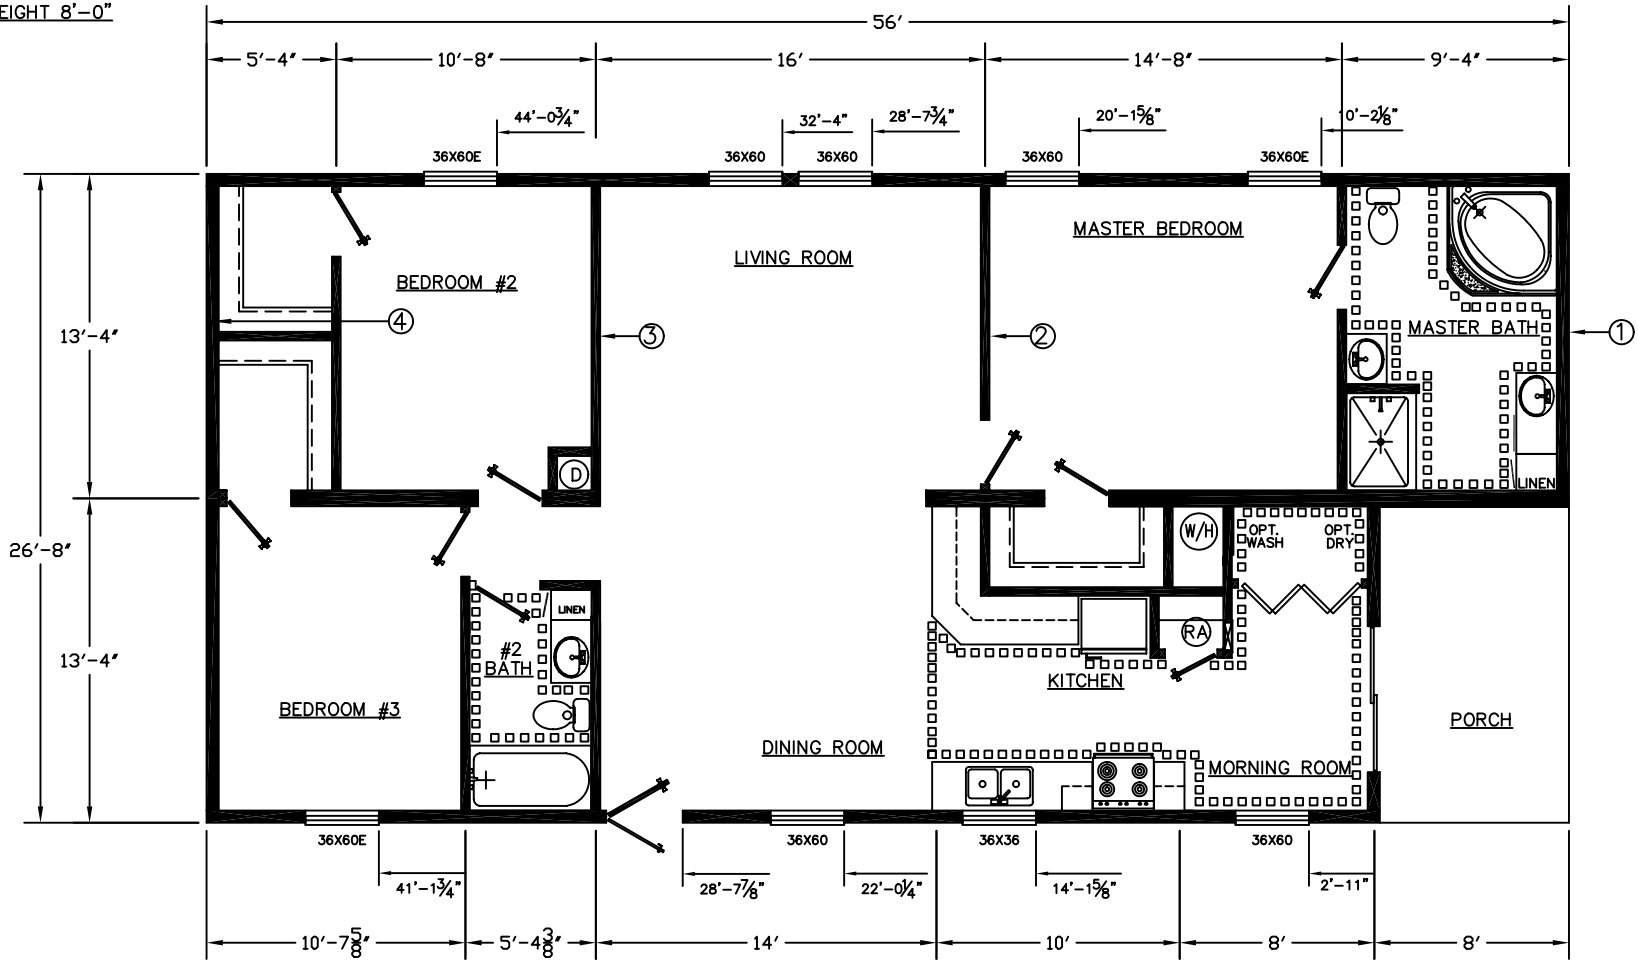 EIGHT 8'-0"
56'
5'-4" 10'-8" 16' 14'-8" 9'-4"
44'-0¾" 32'-4" 28'-7¾" 20'-1⅝" 10'-2⅛"
36X60E 36X60 36X60 36X60 36X60E
MASTER BEDROOM
LIVING ROOM
BEDROOM #2
4
3
2
1
MASTER BATH
13'-4"
D
LINEN
W/H
OPT. WASH
OPT. DRY
26'-8"
LINEN
RA
#2 BATH
13'-4"
KITCHEN
BEDROOM #3
PORCH
DINING ROOM
MORNING ROOM
36X60E 36X60 36X36 36X60
41'-1¾" 28'-7⅞" 22'-0¼" 14'-1⅝" 2'-11"
10'-7⅝" 5'-4⅜" 14' 10' 8' 8'